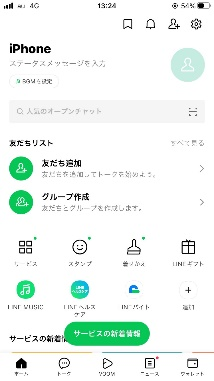 au 4G 13:24 54%
iPhone
ステータスメッセージを入力
BGMを設定
人気のオープンチャット
友だちリスト すべて見る
友だち追加
友だちを追加してトークを始めよう。
グループ作成
友だちとグループを作成します。
サービス スタンプ 着せかえ LINEギフト
LINE MUSIC LINEヘルスケア LINEバイト 追加
サービスの新着情報
サービスの新着情
ホーム トーク VOOM ニュース ウォレット